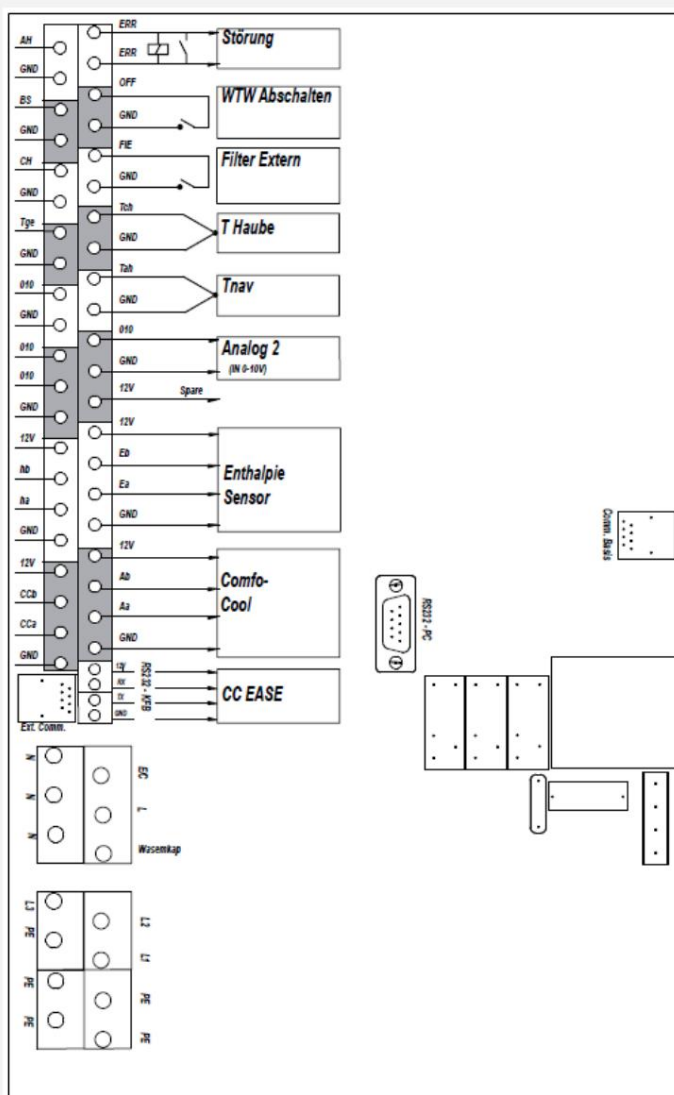 AH
GND
BS
GND
CH
GND
Tge
GND
010
GND
010
010
GND
12V
hb
ha
GND
12V
CCb
CCa
GND
Ext. Comm.
ERR
ERR
Störung
OFF
GND
WTW Abschalten
FIE
GND
Filter Extern
Tch
GND
T Haube
Tah
GND
Tnav
010
GND
Analog 2
(IN 0-10V)
12V
Spare
12V
Eb
Ea
GND
Enthalpie
Sensor
12V
Ab
Aa
GND
Comfo-
Cool
12V
RX
TX
GND
RS232 - KFB
CC EASE
RS232 - PC
Comm. Basis
N
N
N
EC
L
Wasemkap
L3
PE
PE
PE
L2
L1
PE
PE